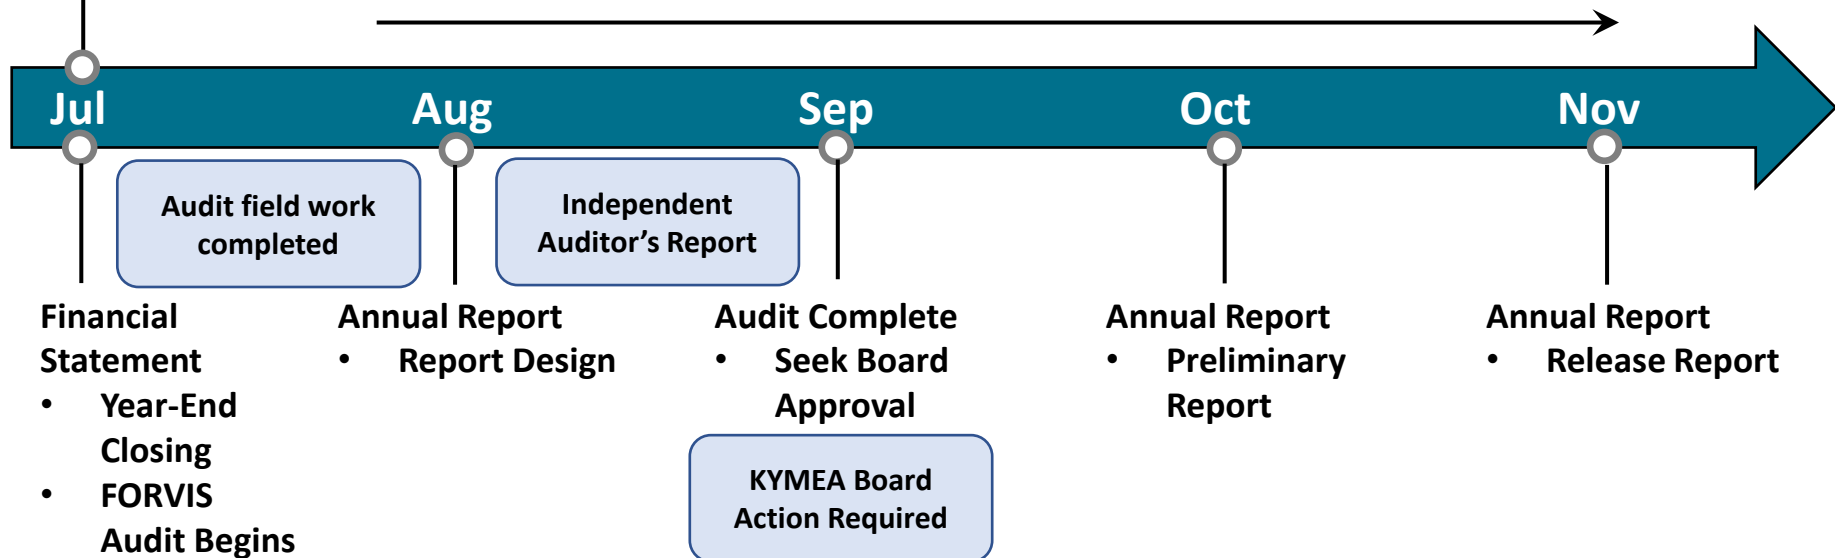 Jul
Aug
Sep
Oct
Nov
Audit field work
completed
Independent
Auditor’s Report
Financial
Statement
• Year-End
Closing
• FORVIS
Audit Begins
Annual Report
• Report Design
Audit Complete
• Seek Board
Approval
KYMEA Board
Action Required
Annual Report
• Preliminary
Report
Annual Report
• Release Report